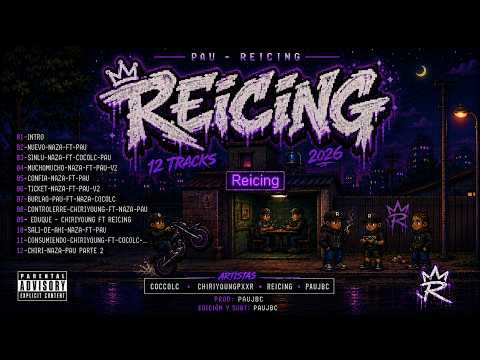 PAU - REICING
REICING
12 TRACKS
2026
Reicing
01-INTRO
02-NUEVO-NAZA-FT-PAU
03-SINLU-NAZA-FT-COCOLC-PAU
04-MUCHOMUCHO-NAZA-FT-PAU-V2
05-CONFIA-NAZA-FT-PAU
06-TICKET-NAZA-FT-PAU-V2
07-BURLAO-PAU-FT-NAZA-COCOLC
08-CONTROLERRE-CHIRIYOUNG-FT-NAZA-PAU
09- EDUQUE - CHIRIYOUNG FT REICING
10-SALI-DE-AHI-NAZA-FT-PAU
11-CONSUMIENDO-CHIRIYOUNG-FT-COCOLC-...
12-CHIRI-NAZA-PAU PARTE 2
R
PARENTAL
ADVISORY
EXPLICIT CONTENT
ARTISTAS
COCCOLC • CHIRIYOUNGPXXR • REICING • PAUJBC
PROD: PAUJBC
EDICIÓN Y SUBT: PAUJBC
R